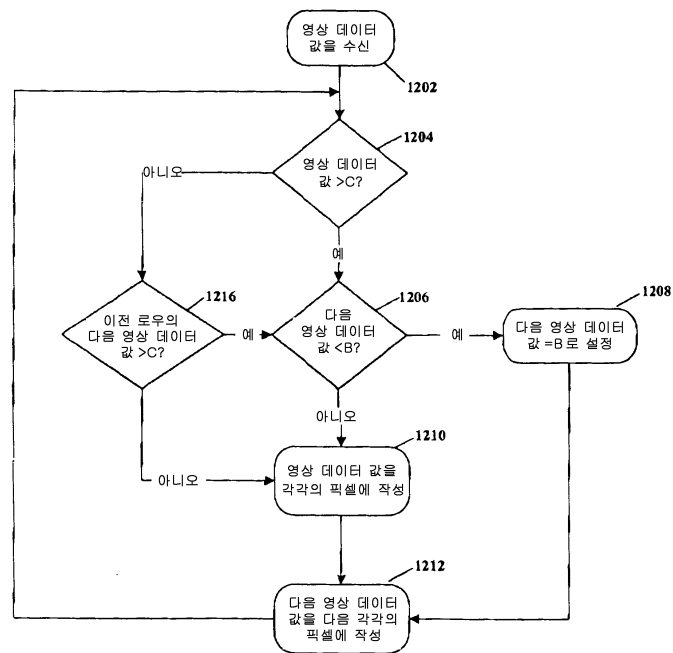 영상 데이터
값을 수신
1202
1204
영상 데이터
값 >C?
아니오
예
1216
이전 로우의
다음 영상 데이터
값 >C?
예
1206
다음
영상 데이터
값 <B?
예
1208
다음 영상 데이터
값 =B로 설정
아니오
아니오
1210
영상 데이터 값을
각각의 픽셀에 작성
1212
다음 영상 데이터
값을 다음 각각의
픽셀에 작성